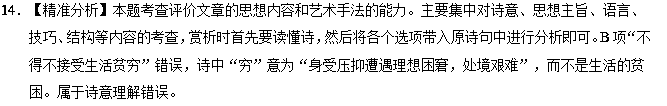 14．【精准分析】本题考查评价文章的思想内容和艺术手法的能力。主要集中对诗意、思想主旨、语言、
技巧、结构等内容的考查，赏析时首先要读懂诗，然后将各个选项带入原诗句中进行分析即可。B 项“不
得不接受生活贫穷”错误，诗中“穷”意为“身受压抑遭遇理想困窘，处境艰难”，而不是生活的贫
困。属于诗意理解错误。